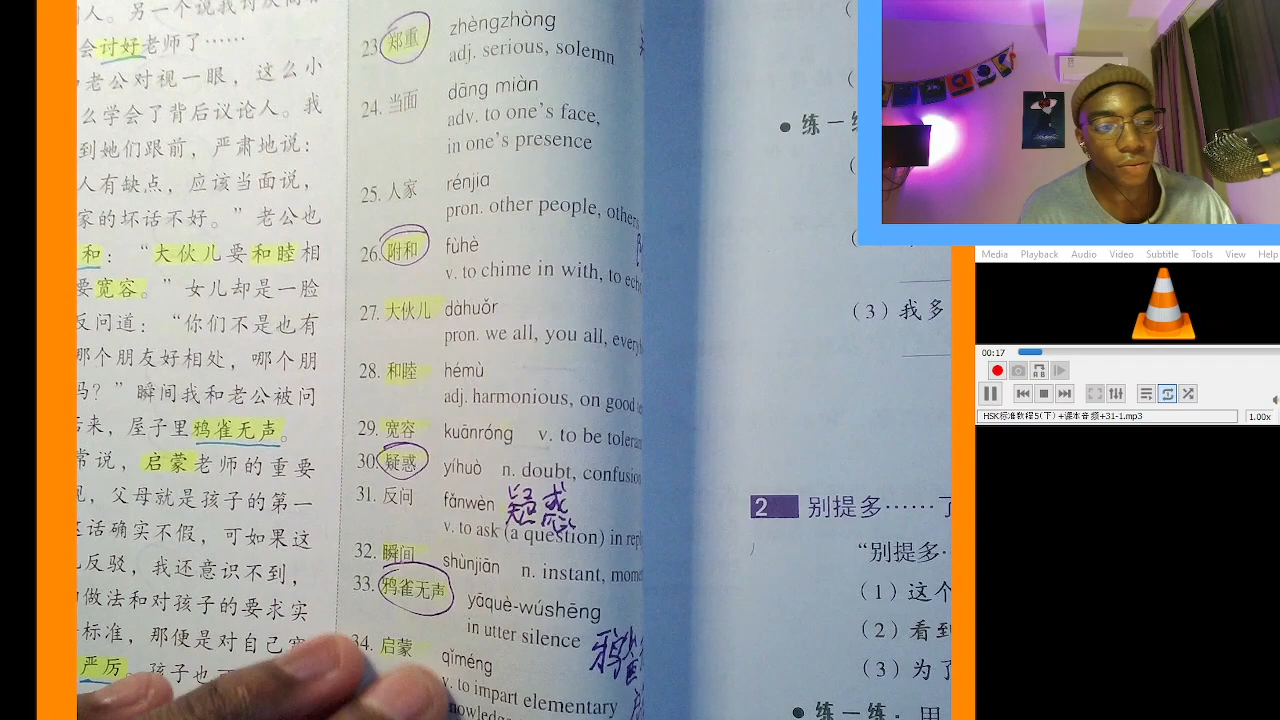 人。另一个说我讨厌
会讨好老师了……
老公对视一眼，这么小
么学会了背后议论人。我
到她们跟前，严肃地说：
人有缺点，应该当面说，
家的坏话不好。”老公也
和：“大伙儿要和睦相
要宽容。”女儿却是一脸
反问道：“你们不是也有
哪个朋友好相处，哪个朋
吗？”瞬间我和老公被问
来，屋子里鸦雀无声。
常说，启蒙老师的重要
，父母就是孩子的第一
话确实不假，可如果这
反驳，我还意识不到，
做法和对孩子的要求实
标准，那便是对自己宽
严厉。孩子也
23. 郑重 zhèngzhòng
adj. serious, solemn
24. 当面 dāng miàn
adv. to one’s face,
in one’s presence
25. 人家 rénjia
pron. other people, others
26. 附和 fùhè
v. to chime in with, to echo
27. 大伙儿 dàhuǒr
pron. we all, you all,
28. 和睦 hémù
adj. harmonious, on good
29. 宽容 kuānróng v. to be
30. 疑惑 yíhuò n. doubt, confusion
31. 反问 fǎnwèn 疑惑
v. to ask (a question) in
32. 瞬间 shùnjiān n. instant,
33. 鸦雀无声 yāquè-wúshēng
in utter silence
鸦雀
34. 启蒙 qǐméng
v. to impart elementary
● 练一练
(3) 我多
2 别提多……了
“别提多
(1) 这个
(2) 看到
(3) 为了
● 练一练：用
Media Playback Audio Video Subtitle Tools View Help
00:17
HSK标准教程5(下)+课本音频+31-1.mp3
1.00x